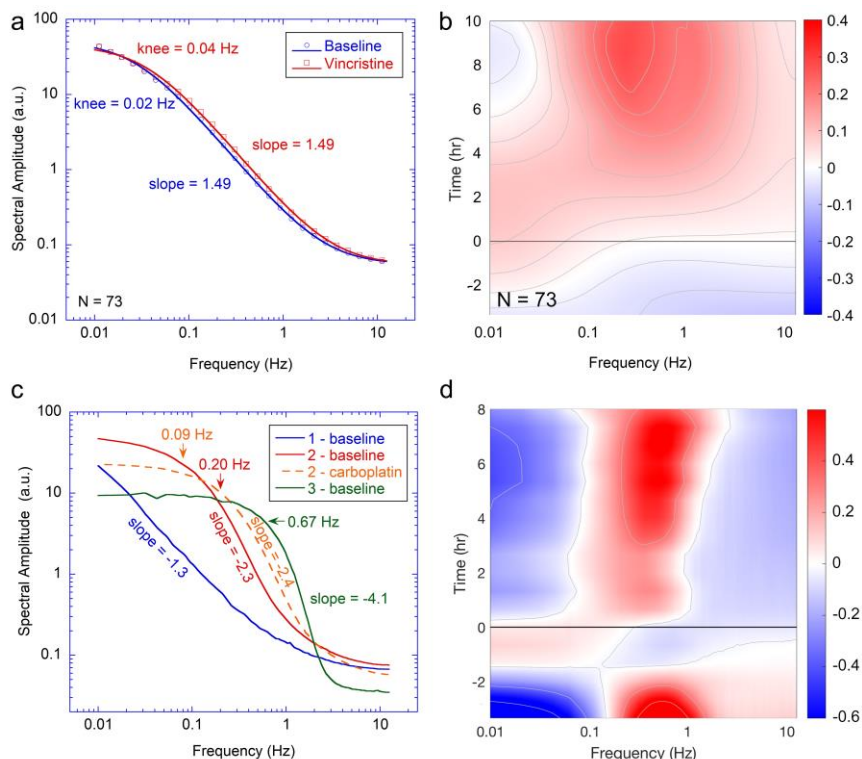 a
Spectral Amplitude (a.u.)
100
10
1
0.1
0.01
knee = 0.04 Hz
knee = 0.02 Hz
Baseline
Vincristine
slope = 1.49
slope = 1.49
N = 73
0.01 0.1 1 10
Frequency (Hz)
b
Time (hr)
10
8
6
4
2
0
-2
N = 73
0.01 0.1 1 10
Frequency (Hz)
0.4
0.3
0.2
0.1
0
-0.1
-0.2
-0.3
-0.4
c
Spectral Amplitude (a.u.)
100
10
1
0.1
0.09 Hz
0.20 Hz
0.67 Hz
1 - baseline
2 - baseline
2 - carboplatin
3 - baseline
slope = -1.3
slope = -2.3
slope = -2.4
slope = -4.1
0.01 0.1 1 10
Frequency (Hz)
d
Time (hr)
8
6
4
2
0
-2
0.01 0.1 1 10
Frequency (Hz)
0.4
0.2
0
-0.2
-0.4
-0.6